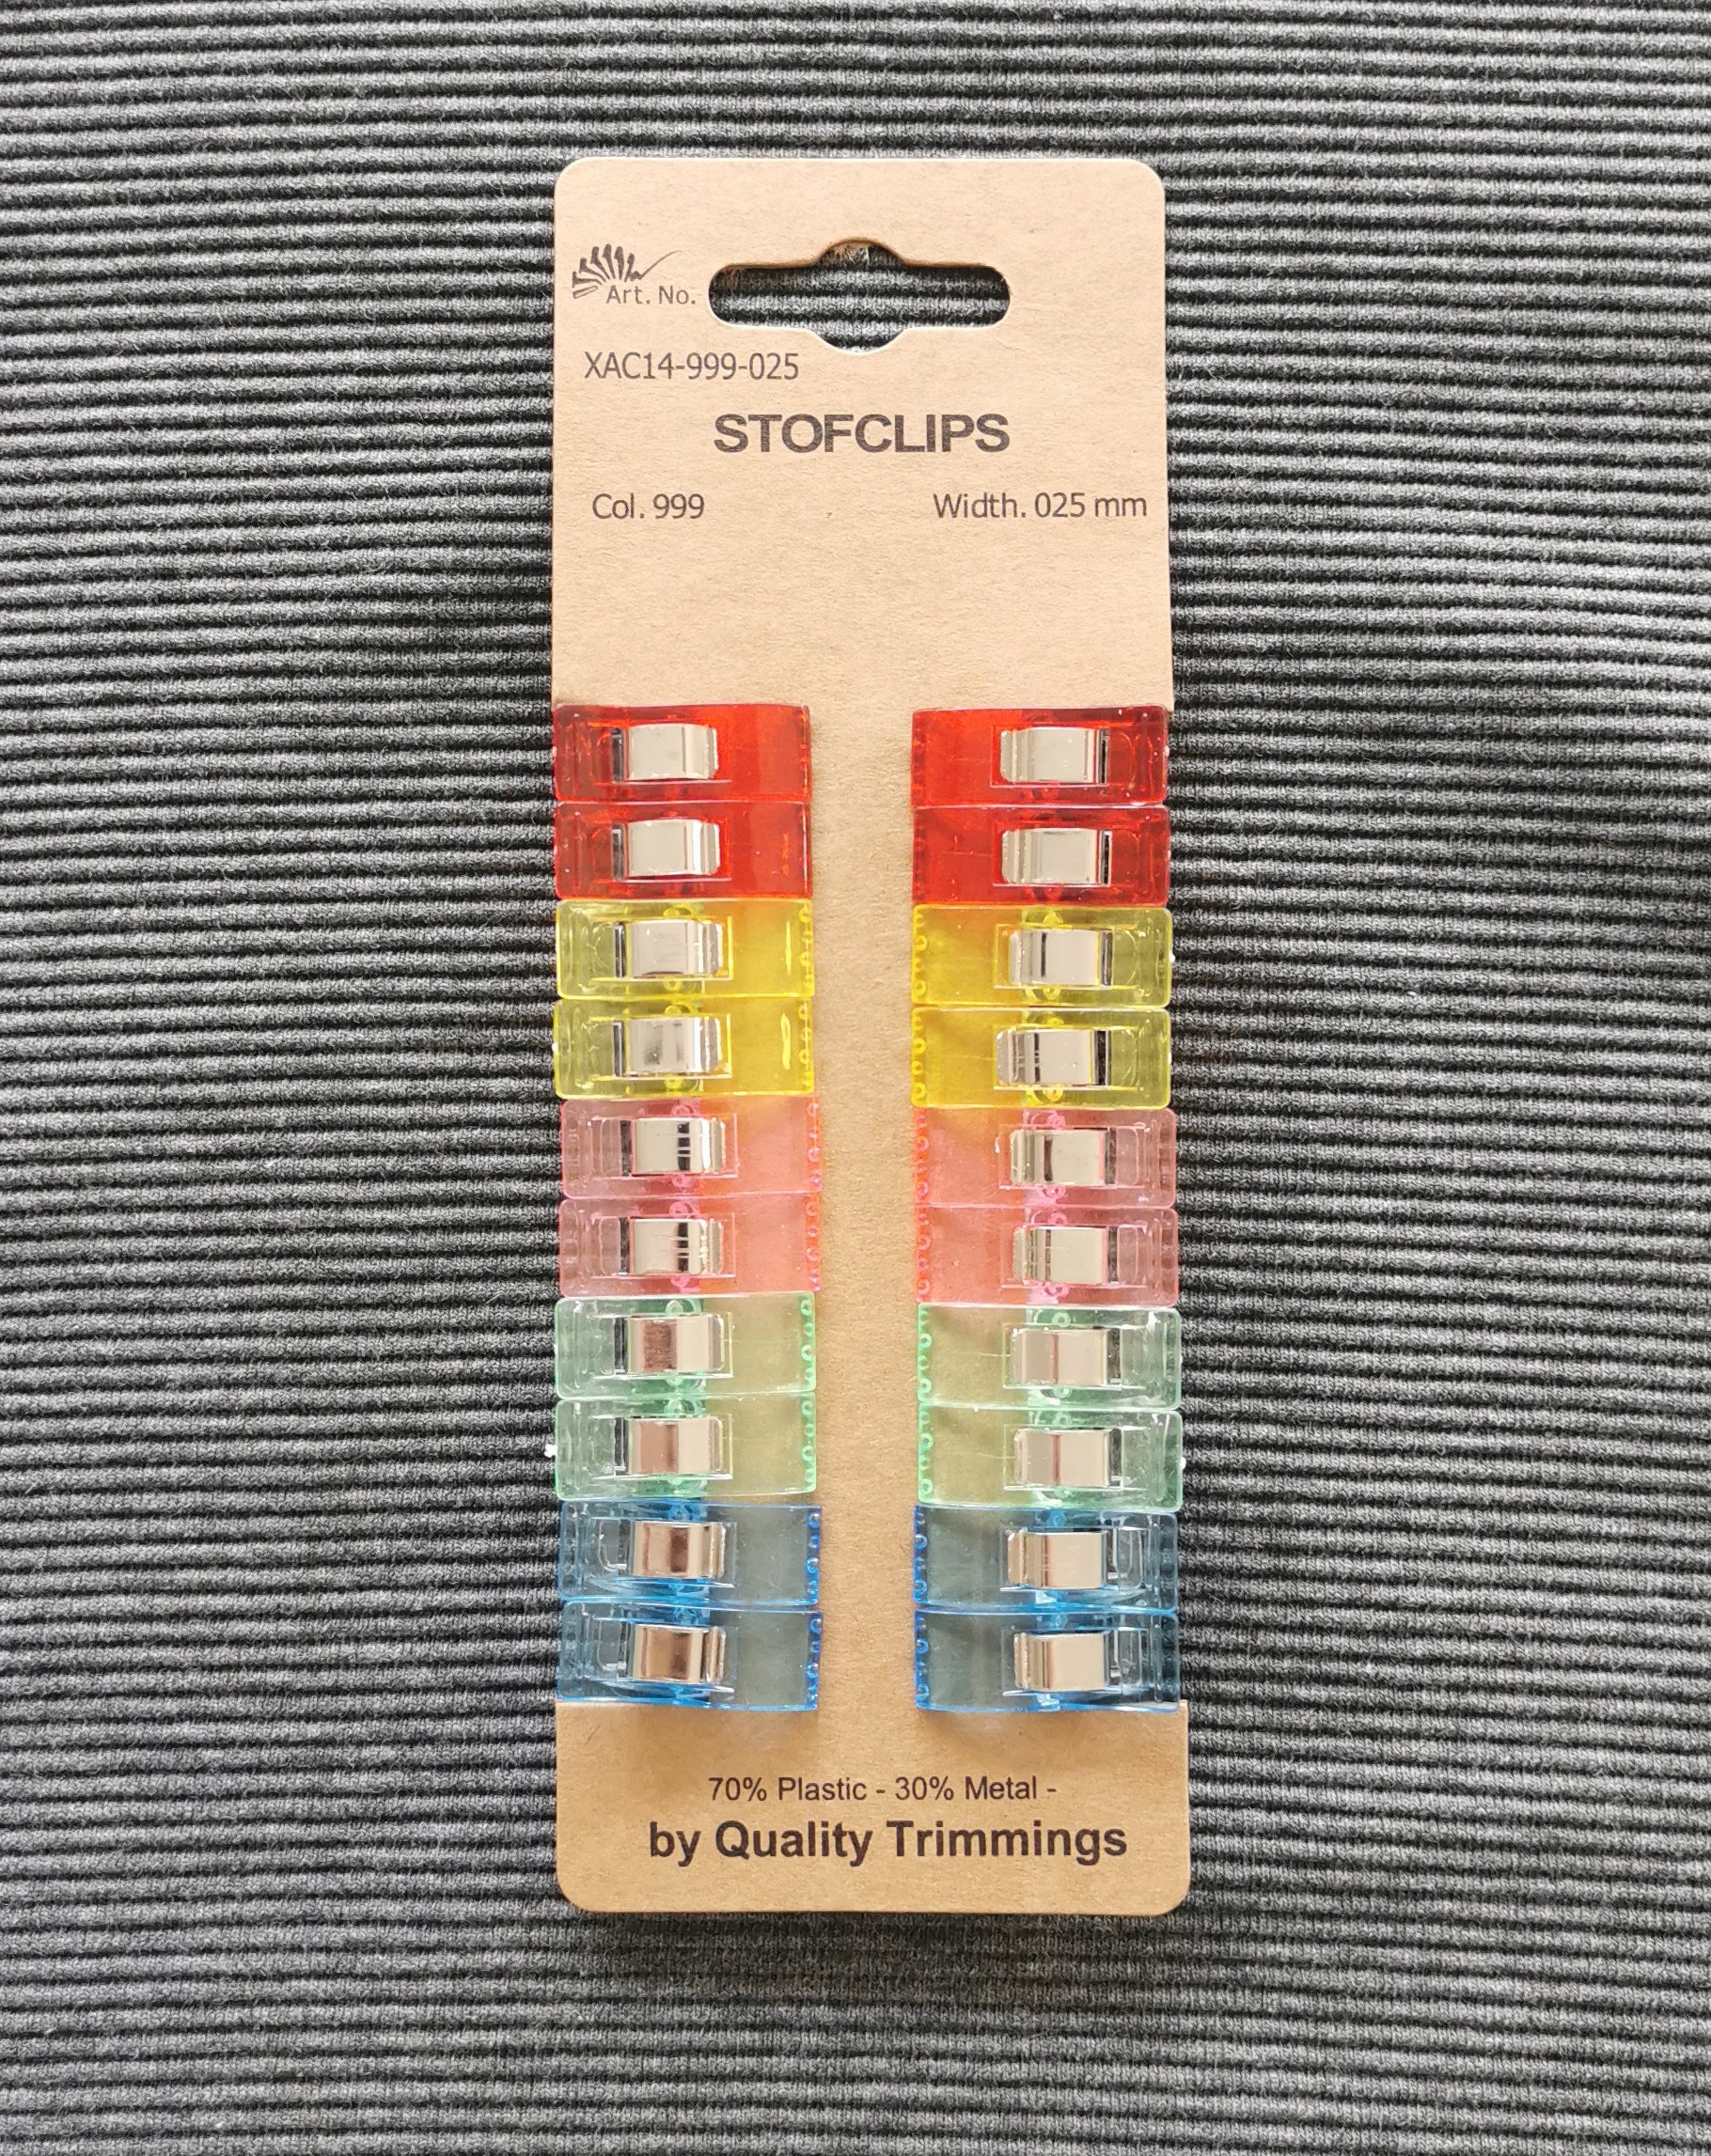 Art. No.
XAC14-999-025
STOFCLIPS
Col. 999 Width. 025 mm
70% Plastic - 30% Metal -
by Quality Trimmings